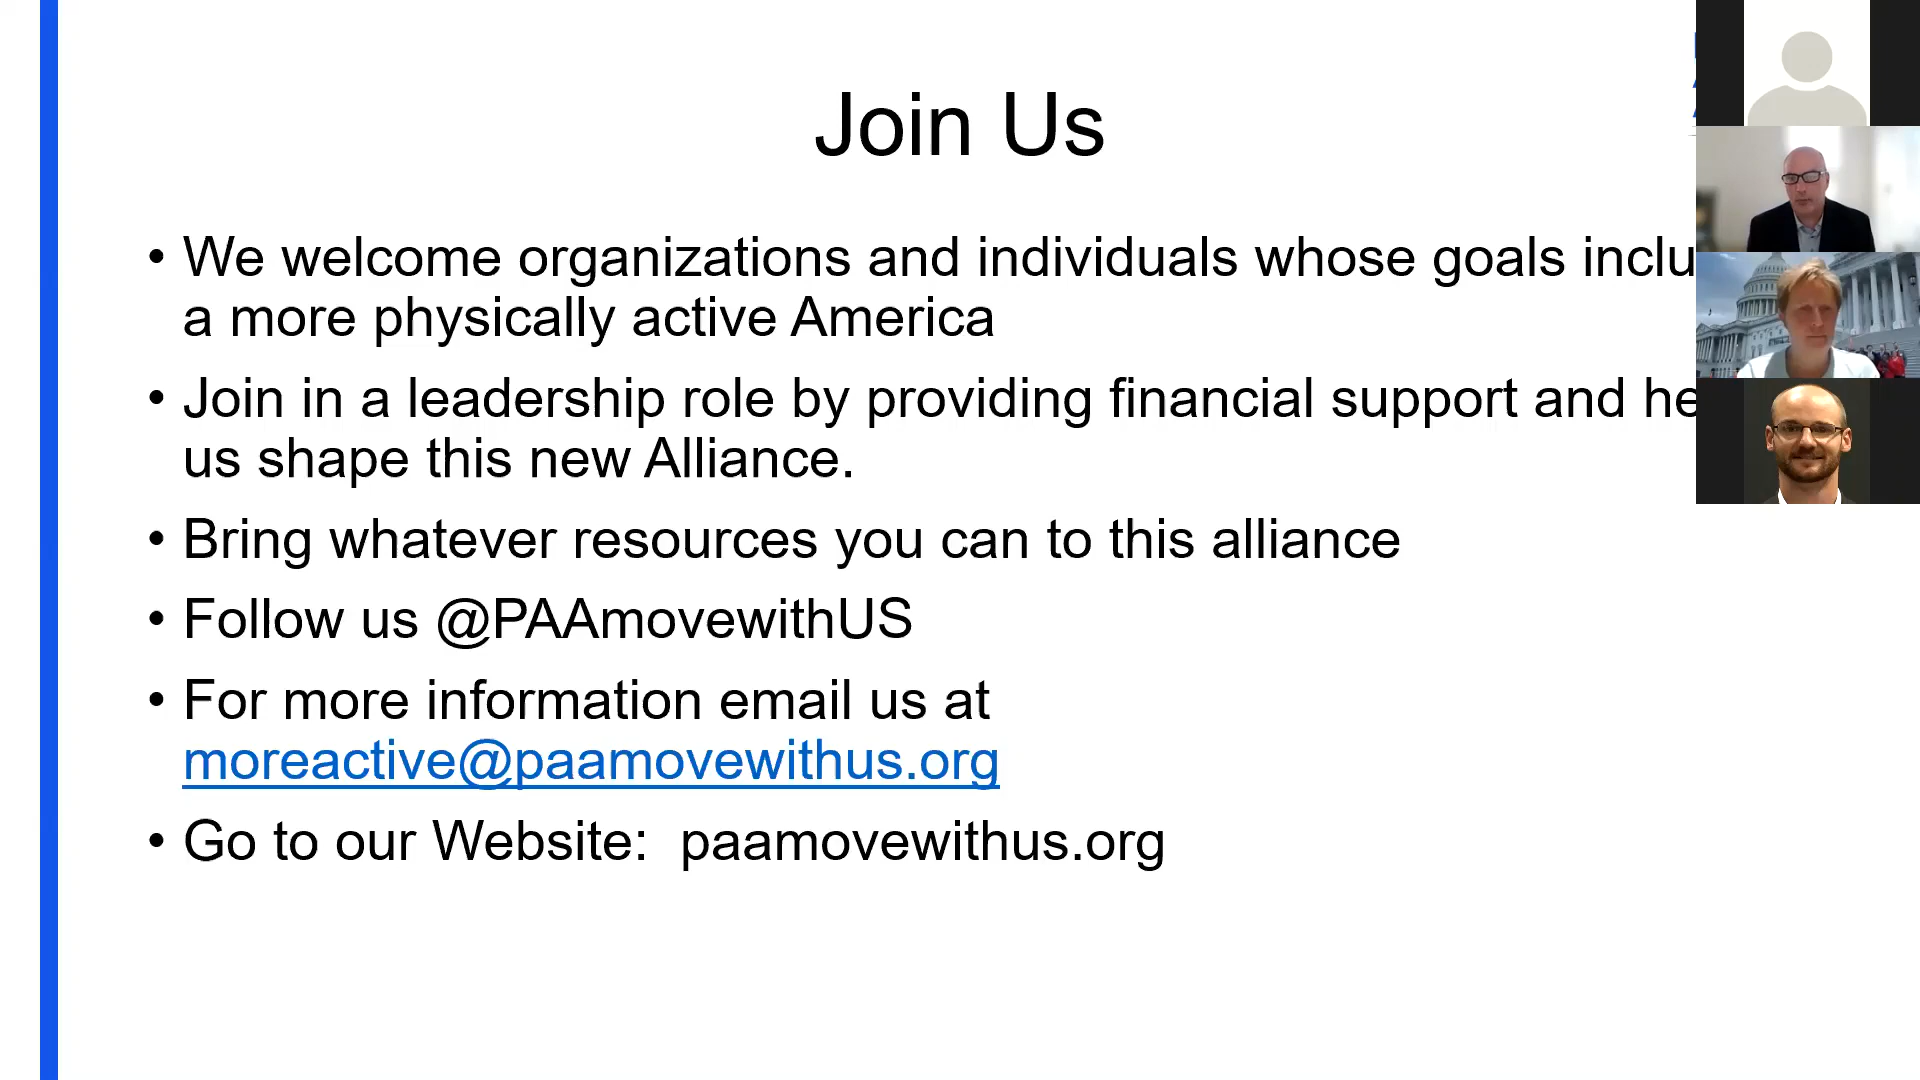 Join Us
• We welcome organizations and individuals whose goals
a more physically active America
• Join in a leadership role by providing financial support and
us shape this new Alliance.
• Bring whatever resources you can to this alliance
• Follow us @PAAmovewithUS
• For more information email us at
moreactive@paamovewithus.org
• Go to our Website: paamovewithus.org